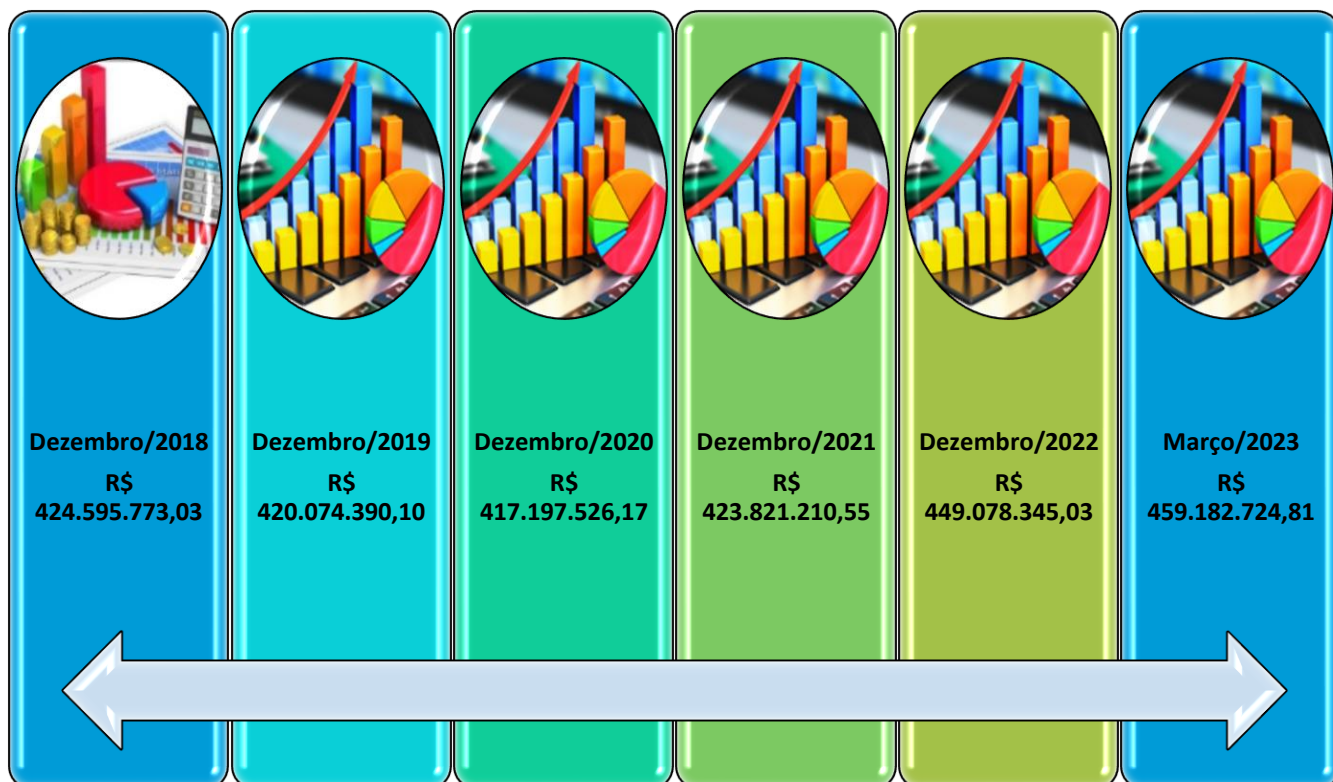 Dezembro/2018
R$
424.595.773,03
Dezembro/2019
R$
420.074.390,10
Dezembro/2020
R$
417.197.526,17
Dezembro/2021
R$
423.821.210,55
Dezembro/2022
R$
449.078.345,03
Março/2023
R$
459.182.724,81